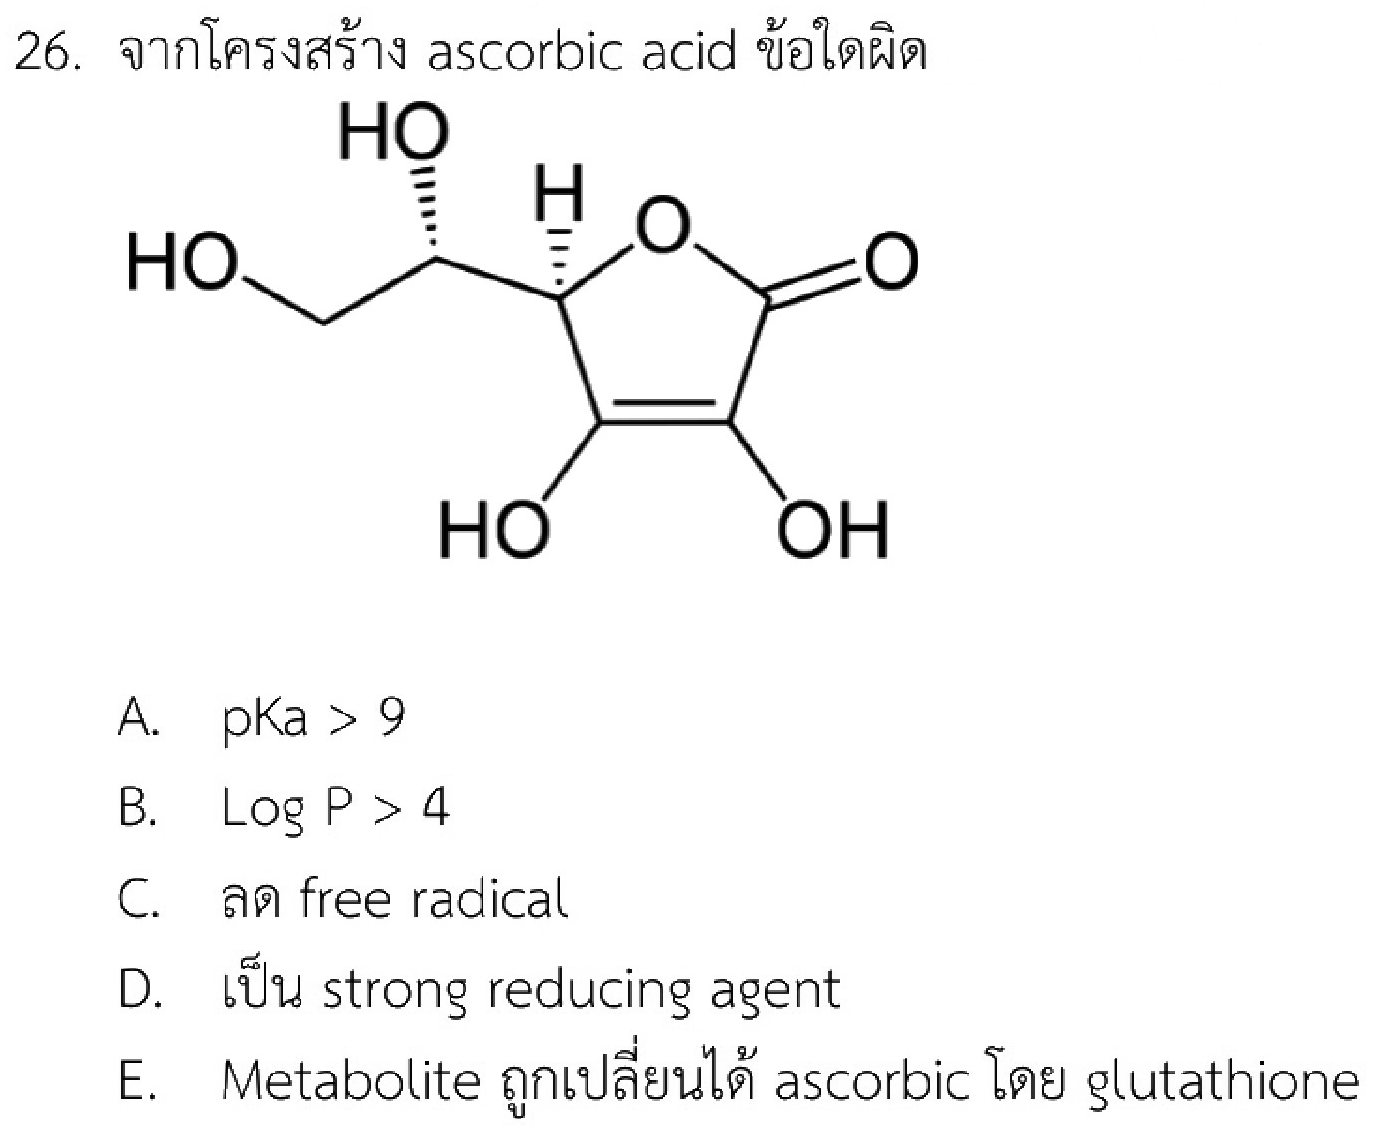 26. จากโครงสร้าง ascorbic acid ข้อใดผิด
HO
H
O
HO
O
HO
OH
A. pKa > 9
B. Log P > 4
C. ลด free radical
D. เป็น strong reducing agent
E. Metabolite ถูกเปลี่ยนได้ ascorbic โดย glutathione